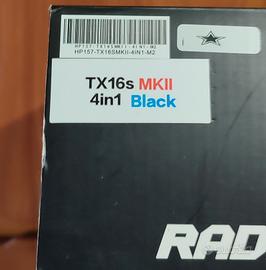 HP157-TX16SMKII-4IN1-M2
HP157-TX16SMKII-4IN1-M2
TX16s MKII
4in1 Black
RAD